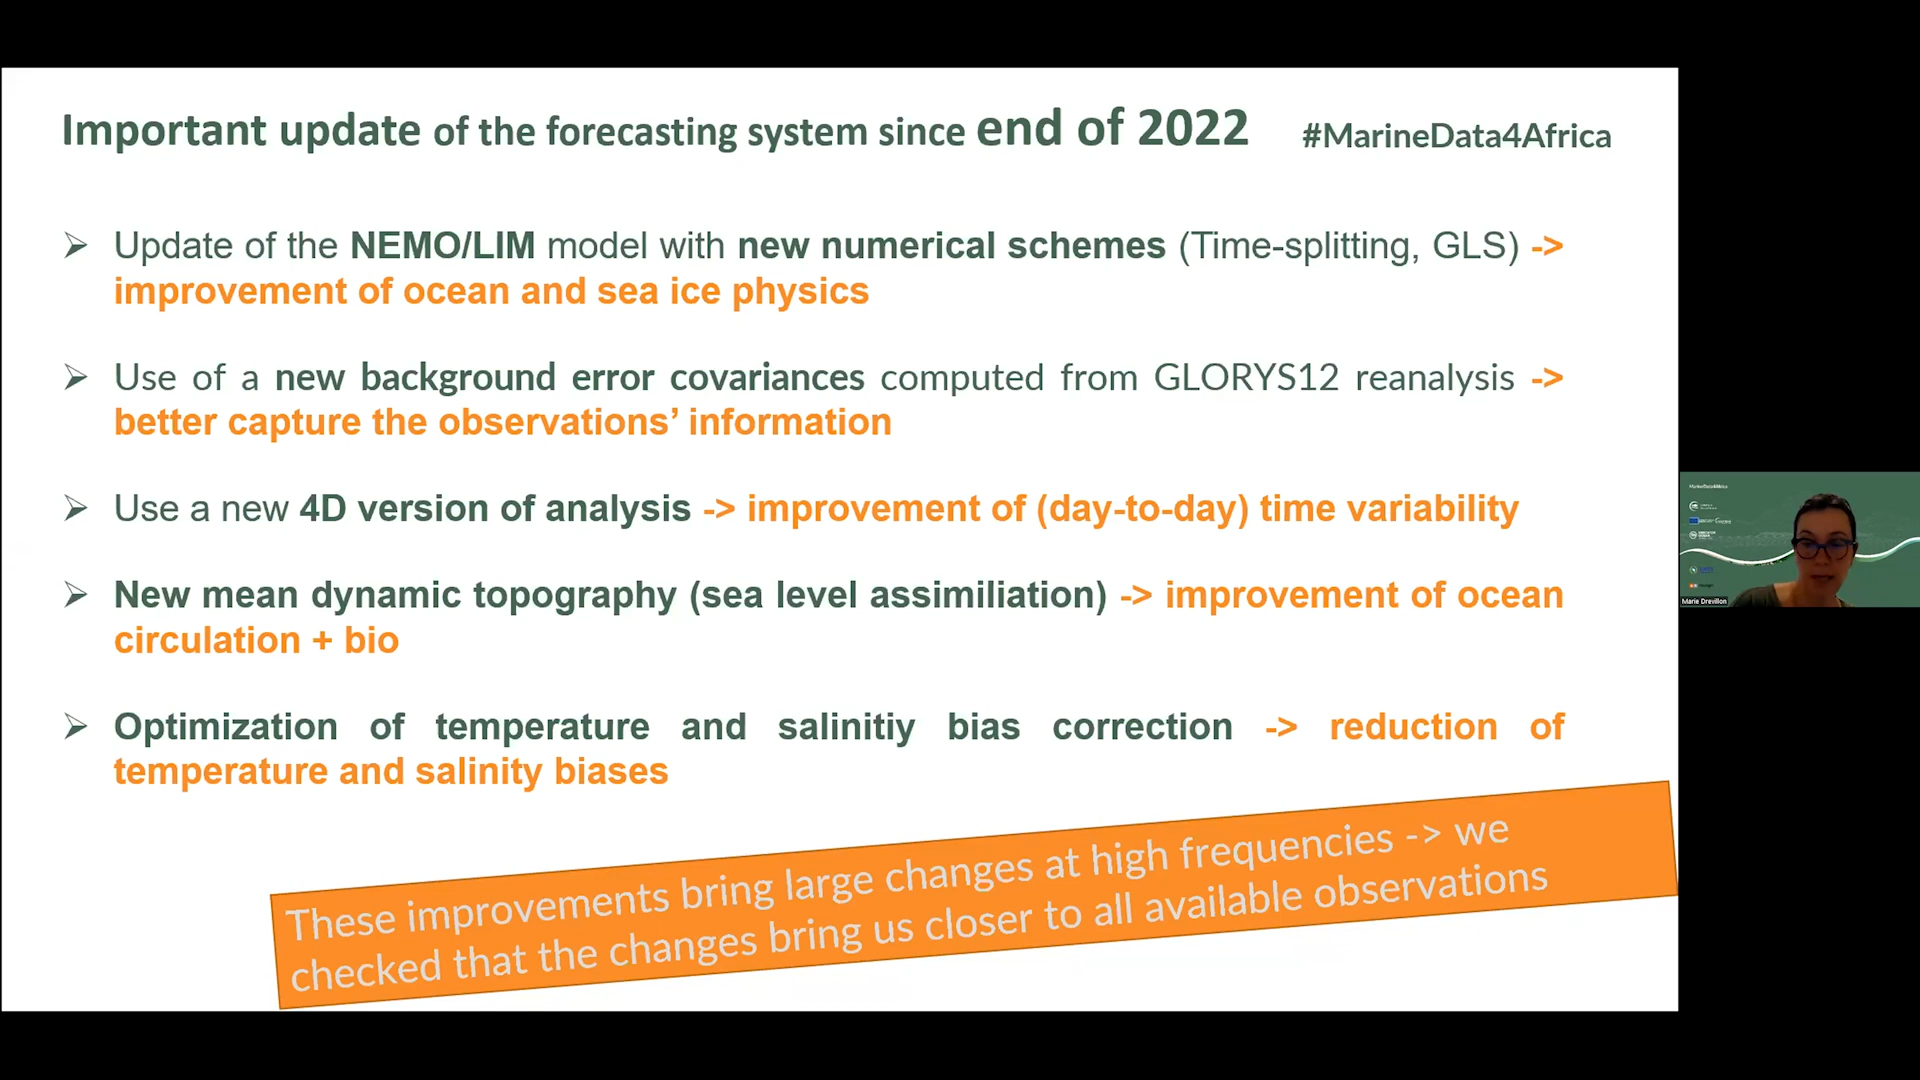 Important update of the forecasting system since end of 2022 #MarineData4Africa
➢ Update of the NEMO/LIM model with new numerical schemes (Time-splitting, GLS) ->
improvement of ocean and sea ice physics
➢ Use of a new background error covariances computed from GLORYS12 reanalysis ->
better capture the observations’ information
➢ Use a new 4D version of analysis -> improvement of (day-to-day) time variability
➢ New mean dynamic topography (sea level assimiliation) -> improvement of ocean
circulation + bio
➢ Optimization of temperature and salinitiy bias correction -> reduction of
temperature and salinity biases
These improvements bring large changes at high frequencies -> we
checked that the changes bring us closer to all available observations
MarineData4Africa
Marie Drevillon